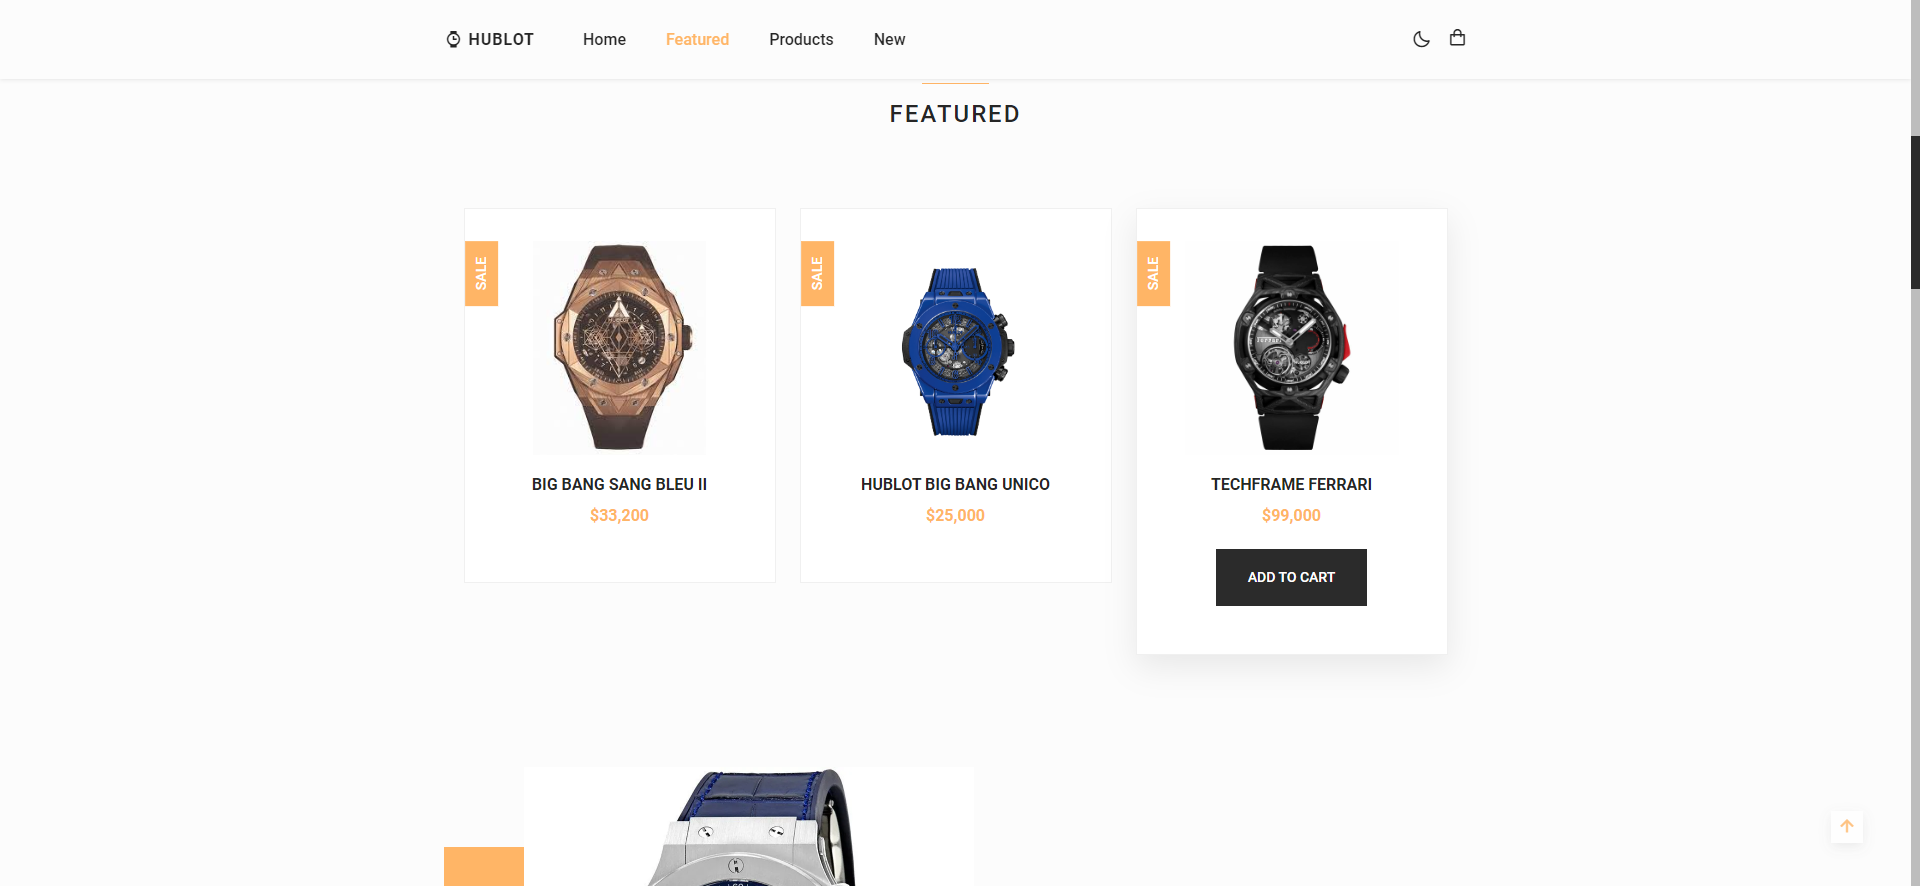 HUBLOT
Home
Featured
Products
New
FEATURED
SALE
SALE
SALE
Ferrari
BIG BANG SANG BLEU II
HUBLOT BIG BANG UNICO
TECHFRAME FERRARI
$33,200
$25,000
$99,000
ADD TO CART